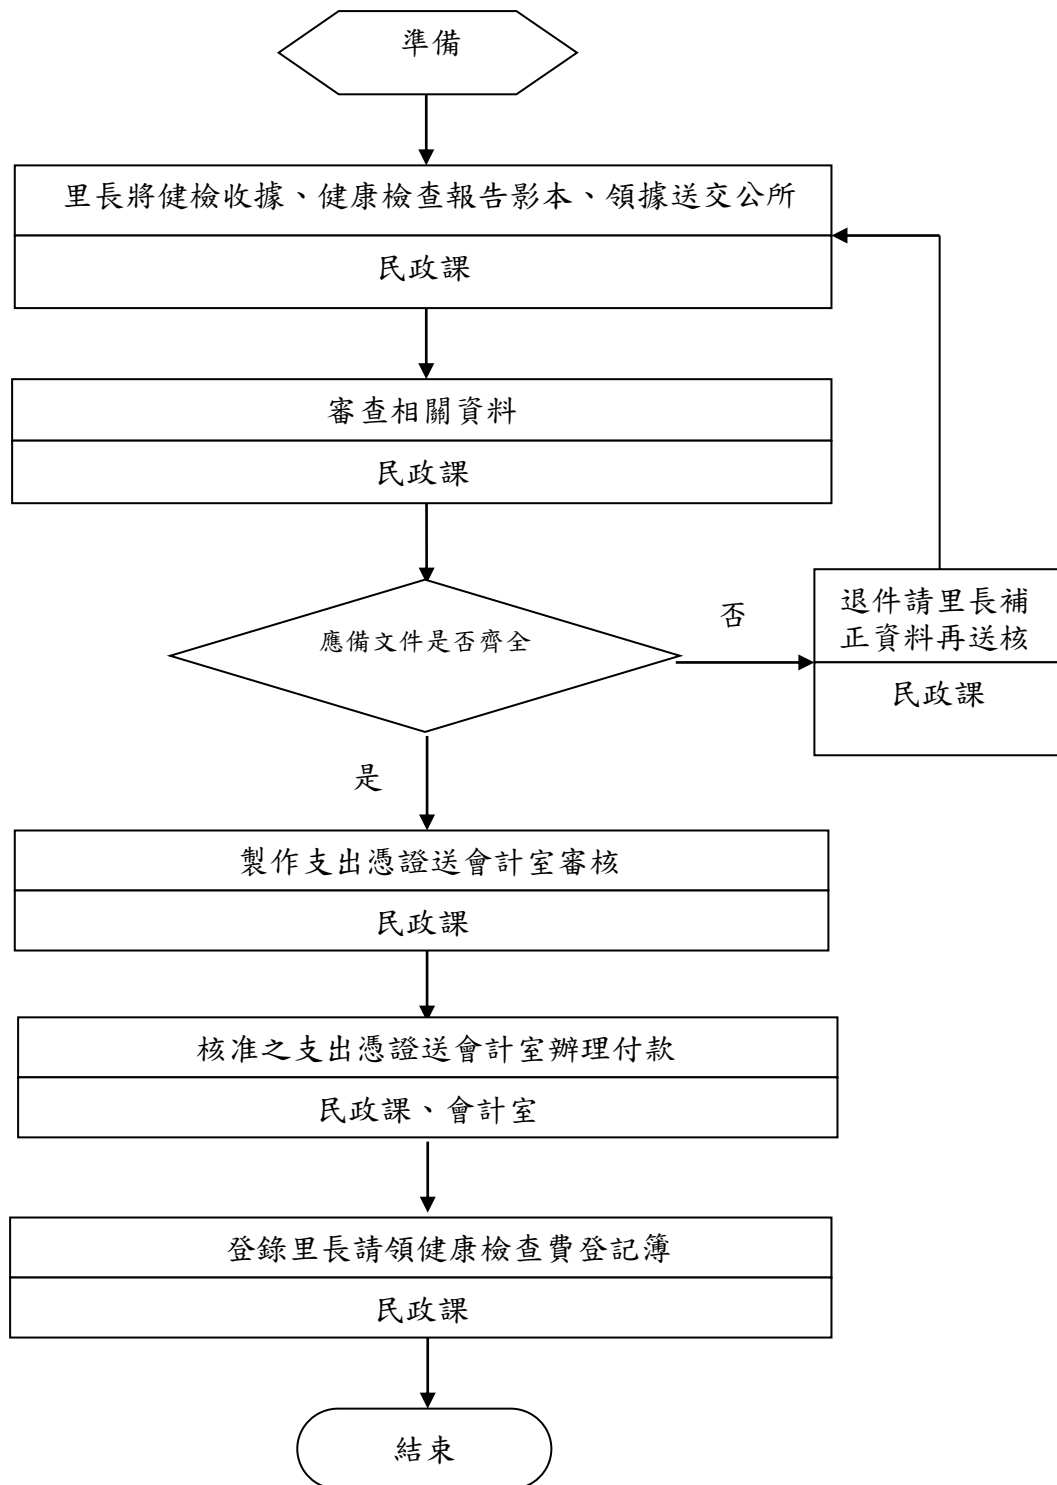 準備
里長將健檢收據、健康檢查報告影本、領據送交公所
民政課
審查相關資料
民政課
應備文件是否齊全
否
退件請里長補
正資料再送核
民政課
是
製作支出憑證送會計室審核
民政課
核准之支出憑證送會計室辦理付款
民政課、會計室
登錄里長請領健康檢查費登記簿
民政課
結束